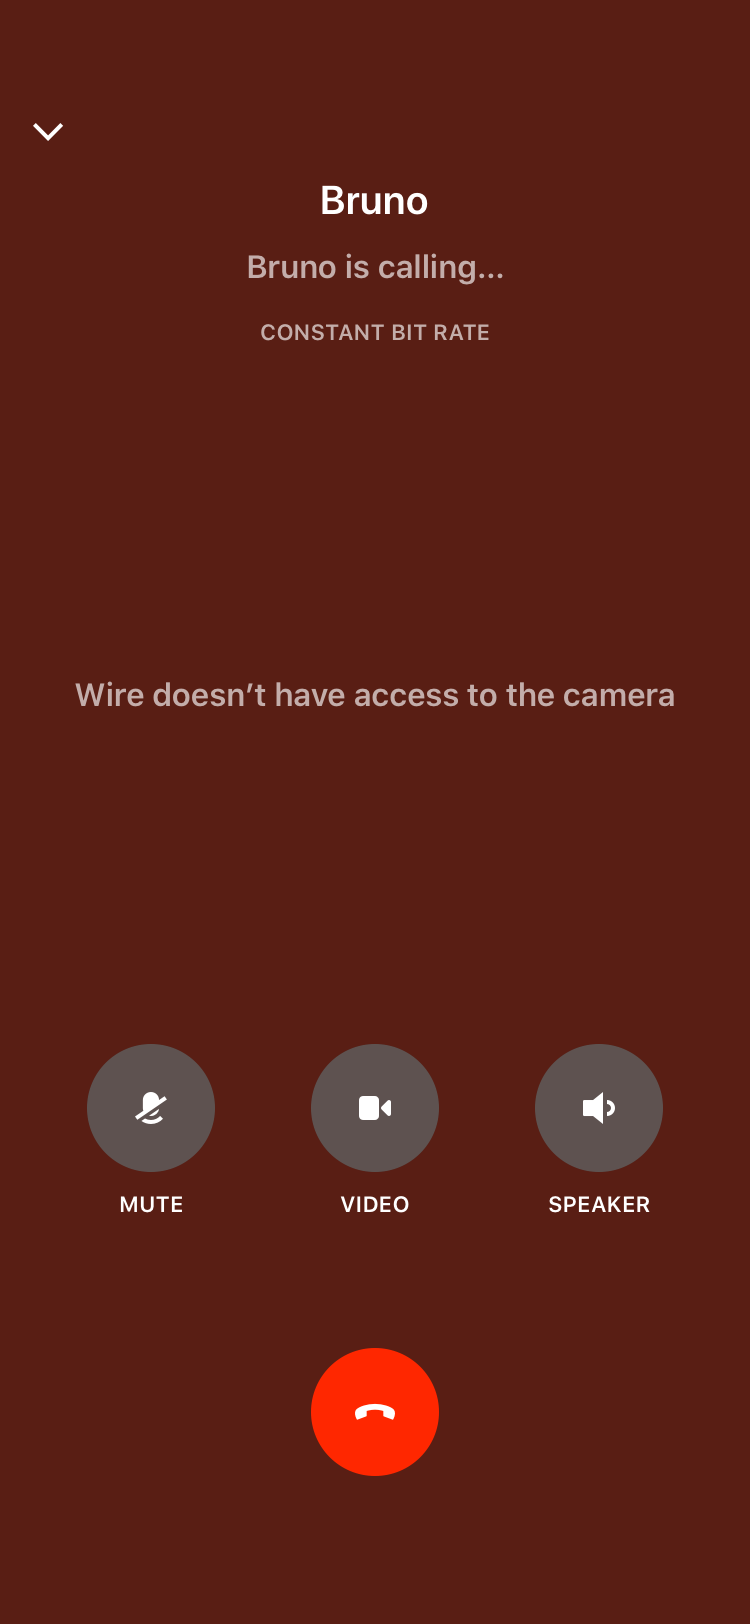 Bruno
Bruno is calling...
CONSTANT BIT RATE
Wire doesn’t have access to the camera
MUTE
VIDEO
SPEAKER